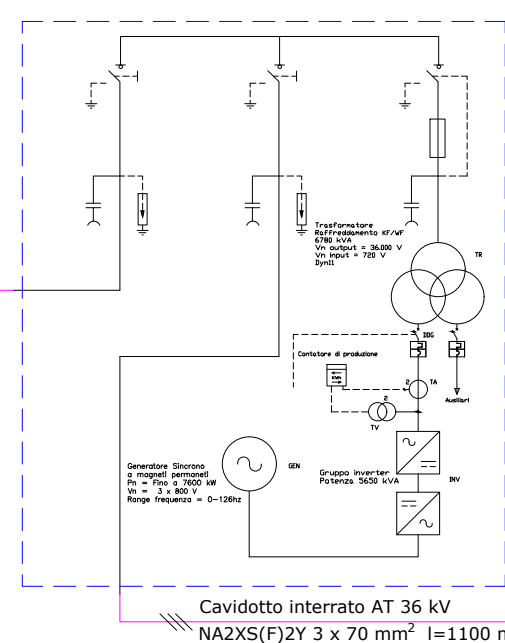 Trasformatore
Raffreddamento KF/WF
6780 kVA
Vn output = 36.000 V
Vn input = 720 V
Dyn11
TR
DDG
Contatore di produzione
KWh
2
TA
2
TV
Ausiliari
Generatore Sincrono
a magneti permaneti
Pn = Fino a 7600 kW
Vn = 3 x 800 V
Range frequenza = 0-126hz
GEN
Gruppo inverter
Potenza 5650 kVA
INV
Cavidotto interrato AT 36 kV
NA2XS(F)2Y 3 x 70 mm² l=1100 m